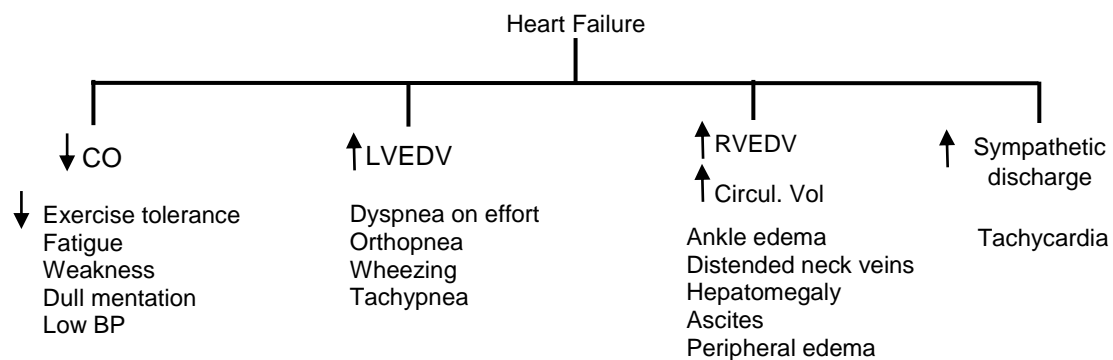 Heart Failure
↓ CO
↓ Exercise tolerance
Fatigue
Weakness
Dull mentation
Low BP
↑ LVEDV
Dyspnea on effort
Orthopnea
Wheezing
Tachypnea
↑ RVEDV
↑ Circul. Vol
Ankle edema
Distended neck veins
Hepatomegaly
Ascites
Peripheral edema
↑ Sympathetic
discharge
Tachycardia